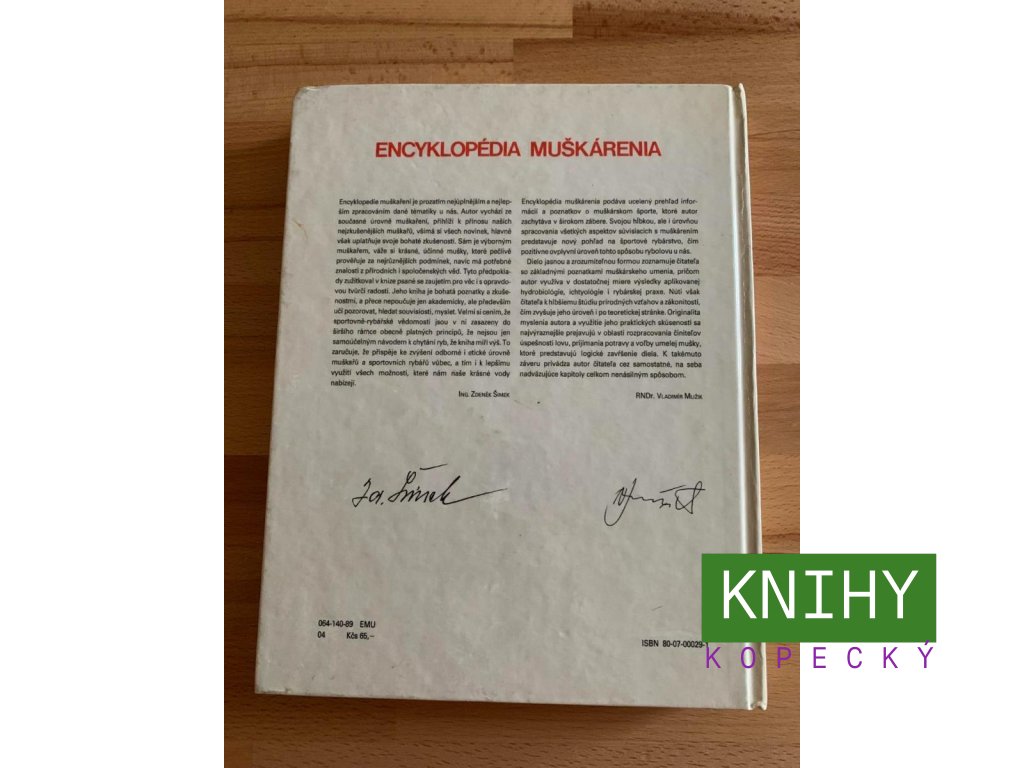 ENCYKLOPÉDIA MUŠKÁRENIA
Encyklopedie muškaření je prozatím nejúplnějším a nejlep-
ším zpracováním dané tématiky u nás. Autor vychází ze
současné úrovně muškaření, přihlíží k přínosu našich
nejzkušenějších muškařů, všímá si všech novinek, hlavně
však uplatňuje svoje bohaté zkušenosti. Sám je výborným
muškařem, váže si krásné, účinné mušky, které pečlivě
prověřuje za nejrůznějších podmínek, navíc má potřebné
znalosti z přírodních i spoločenských věd. Tyto předpokla-
dy zužitkoval v knize psané se zaujetím pro věc i s opravdo-
vou tvůrčí radostí. Jeho kniha je bohatá poznatky a zkuše-
nostmi, a přece nepoučuje jen akademicky, ale především
učí pozorovat, hledat souvislosti, myslet. Velmi si cením, že
sportovně-rybářské vědomosti jsou v ní zasazeny do
širšího rámce obecně platných principů, že nejsou jen
samoúčelným návodem k chytání ryb, že kniha míří výš. To
zaručuje, že přispěje ke zvýšení odborné i etické úrovně
muškařů a sportovních rybářů vůbec, a tím i k lepšímu
využití všech možností, které nám naše krásné vody
nabízejí.
ING. ZDENĚK ŠIMEK
Encyklopédia muškárenia podáva ucelený prehľad infor-
mácií a poznatkov o muškárskom športe, ktoré autor
zachytáva v širokom zábere. Svojou hĺbkou, ale i úrovňou
spracovania všetkých aspektov súvisiacich s muškárením
predstavuje nový pohľad na športové rybárstvo, čím
pozitívne ovplyvní úroveň tohto spôsobu rybolovu u nás.
Dielo jasnou a zrozumiteľnou formou zoznamuje čitateľa
so základnými poznatkami muškárskeho umenia, pričom
autor využíva v dostatočnej miere výsledky aplikovanej
hydrobiológie, ichtyológie i rybárskej praxe. Núti však
čitateľa k hlbšiemu štúdiu prírodných vzťahov a zákonitostí,
čím zvyšuje jeho úroveň i po teoretickej stránke. Originalita
myslenia autora a využitie jeho praktických skúseností sa
najvýraznejšie prejavujú v oblasti rozpracovania činiteľov
úspešnosti lovu, prijímania potravy a voľby umelej mušky,
ktoré predstavujú logické zavŕšenie diela. K takémuto
záveru privádza autor čitateľa cez samostatné, na seba
nadväzujúce kapitoly celkom nenásilným spôsobom.
RNDr. VLADIMÍR MUŽÍK
Zd. Šimek
064-140-89 EMU
04 Kčs 65,–
ISBN 80-07-00029-1
KNIHY
KOPECKÝ